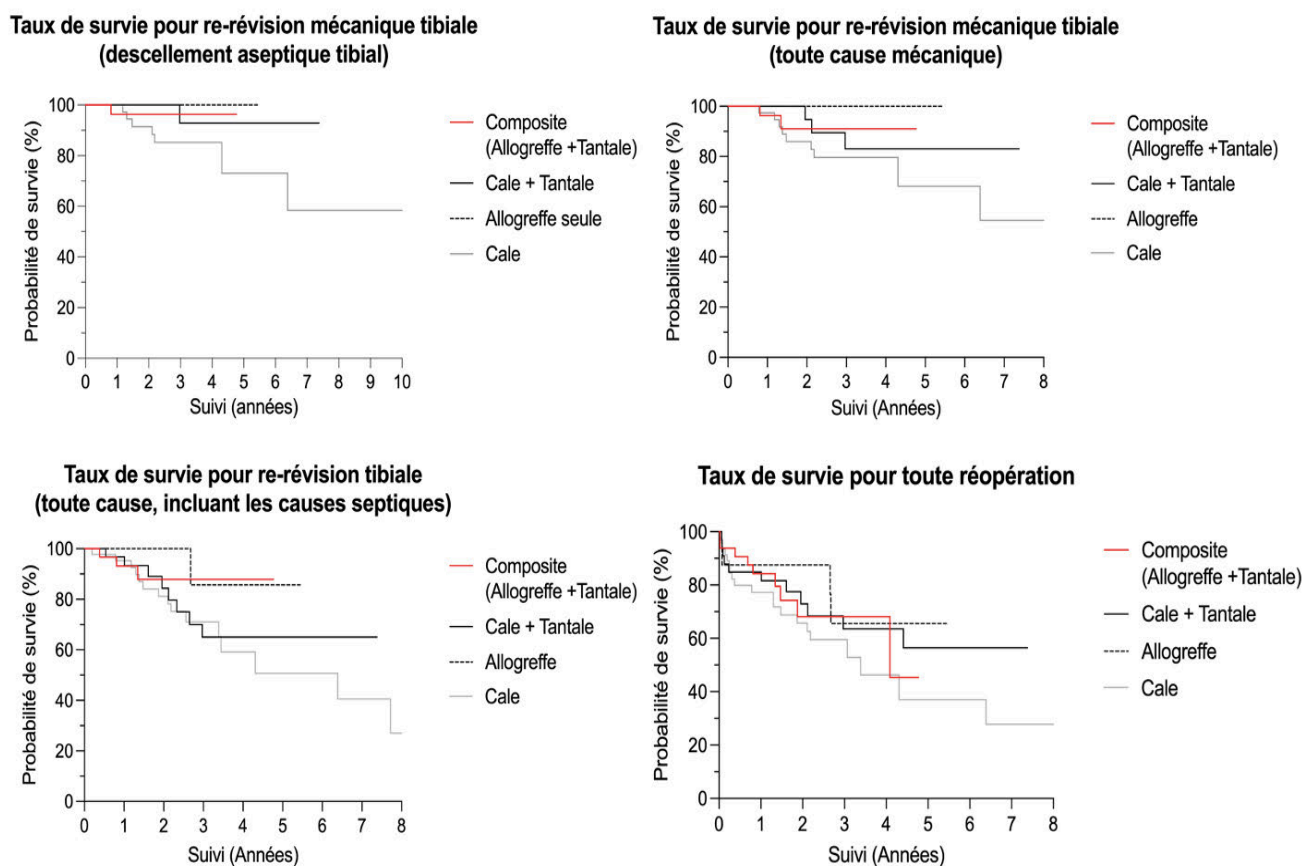 Taux de survie pour re-révision mécanique tibiale
(descellement aseptique tibial)
Probabilité de survie (%)
100
80
60
40
20
0
0 1 2 3 4 5 6 7 8 9 10
Suivi (années)
Composite
(Allogreffe +Tantale)
Cale + Tantale
Allogreffe seule
Cale
Taux de survie pour re-révision mécanique tibiale
(toute cause mécanique)
Probabilité de survie (%)
100
80
60
40
20
0
0 1 2 3 4 5 6 7 8
Suivi (Années)
Composite
(Allogreffe +Tantale)
Cale + Tantale
Allogreffe
Cale
Taux de survie pour re-révision tibiale
(toute cause, incluant les causes septiques)
Probabilité de survie (%)
100
80
60
40
20
0
0 1 2 3 4 5 6 7 8
Suivi (Années)
Composite
(Allogreffe +Tantale)
Cale + Tantale
Allogreffe
Cale
Taux de survie pour toute réopération
Probabilité de survie (%)
100
80
60
40
20
0
0 1 2 3 4 5 6 7 8
Suivi (Années)
Composite
(Allogreffe +Tantale)
Cale + Tantale
Allogreffe
Cale